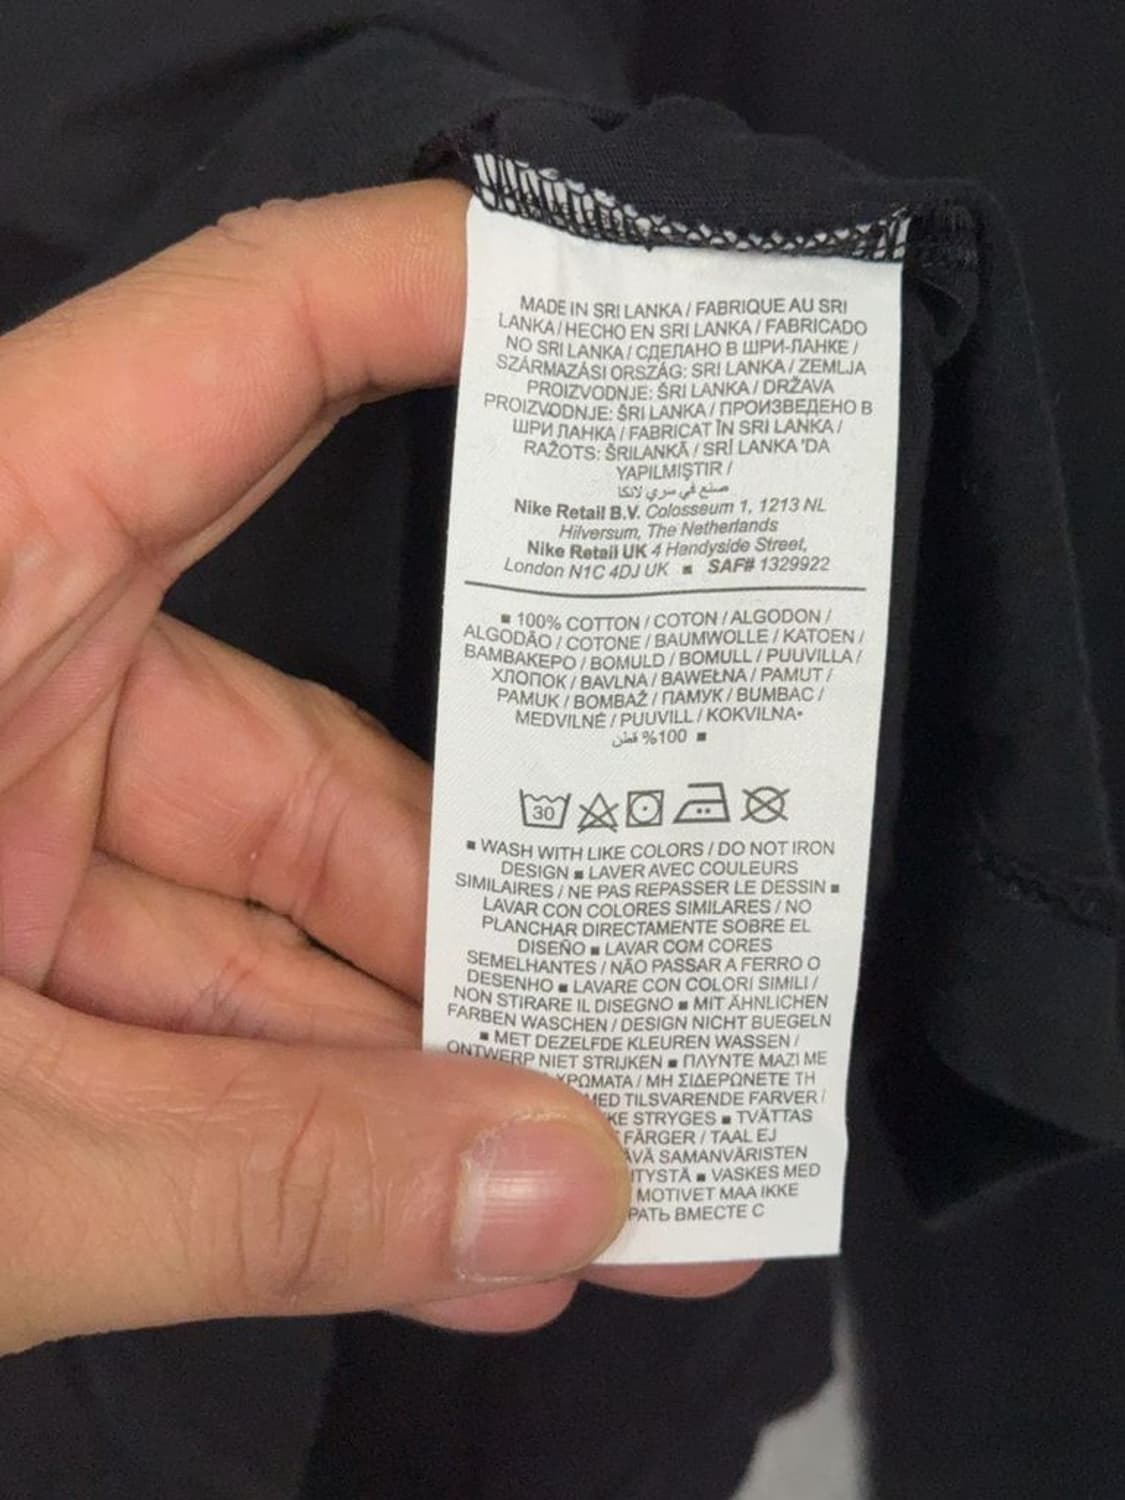 MADE IN SRI LANKA / FABRIQUE AU SRI
LANKA / HECHO EN SRI LANKA / FABRICADO
NO SRI LANKA / СДЕЛАНО В ШРИ-ЛАНКЕ /
SZÁRMAZÁSI ORSZÁG: SRI LANKA / ZEMLJA
PROIZVODNJE: ŠRI LANKA / DRŽAVA
PROIZVODNJE: ŠRI LANKA / ПРОИЗВЕДЕНО В
ШРИ ЛАНКА / FABRICAT ÎN SRI LANKA /
RAŽOTS: ŠRILANKĀ / SRİ LANKA 'DA
YAPILMIŞTIR /
صنع في سري لانكا
Nike Retail B.V. Colosseum 1, 1213 NL
Hilversum, The Netherlands
Nike Retail UK 4 Handyside Street,
London N1C 4DJ UK ■ SAF# 1329922
■ 100% COTTON / COTON / ALGODON /
ALGODÃO / COTONE / BAUMWOLLE / KATOEN /
ΒΑΜΒΑΚΕΡΟ / BOMULD / BOMULL / PUUVILLA /
ХЛОПОК / BAVLNA / BAWEŁNA / PAMUT /
PAMUK / BOMBAŽ / ПАМУК / BUMBAC /
MEDVILNĖ / PUUVILL / KOKVILNA•
100% قطن ■
30
■ WASH WITH LIKE COLORS / DO NOT IRON
DESIGN ■ LAVER AVEC COULEURS
SIMILAIRES / NE PAS REPASSER LE DESSIN ■
LAVAR CON COLORES SIMILARES / NO
PLANCHAR DIRECTAMENTE SOBRE EL
DISEÑO ■ LAVAR COM CORES
SEMELHANTES / NÃO PASSAR A FERRO O
DESENHO ■ LAVARE CON COLORI SIMILI /
NON STIRARE IL DISEGNO ■ MIT ÄHNLICHEN
FARBEN WASCHEN / DESIGN NICHT BUEGELN
■ MET DEZELFDE KLEUREN WASSEN /
ONTWERP NIET STRIJKEN ■ ΠΛΥΝΤΕ ΜΑΖΙ ΜΕ
ΧΡΩΜΑΤΑ / ΜΗ ΣΙΔΕΡΩΝΕΤΕ ΤΗ
MED TILSVARENDE FARVER /
STRYGES ■ TVÄTTAS
FÄRGER / TAAL EJ
SAMANVÄRISTEN
■ VASKES MED
MOTIVET MAA IKKE
ВМЕСТЕ С